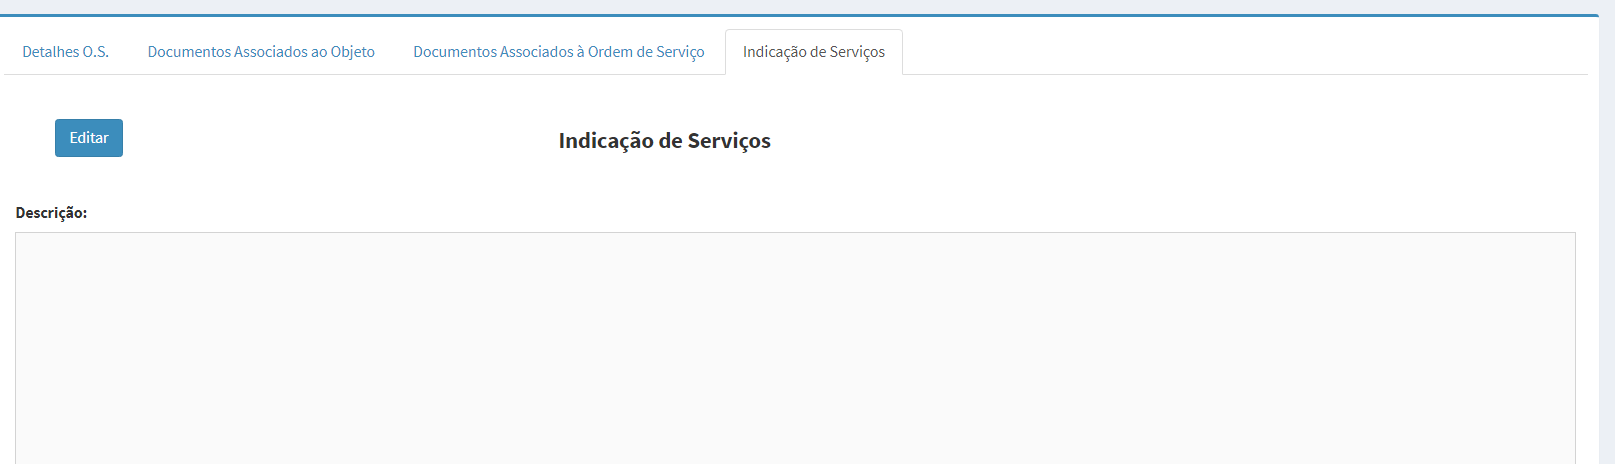 Detalhes O.S. Documentos Associados ao Objeto Documentos Associados à Ordem de Serviço Indicação de Serviços
Editar
Indicação de Serviços
Descrição: